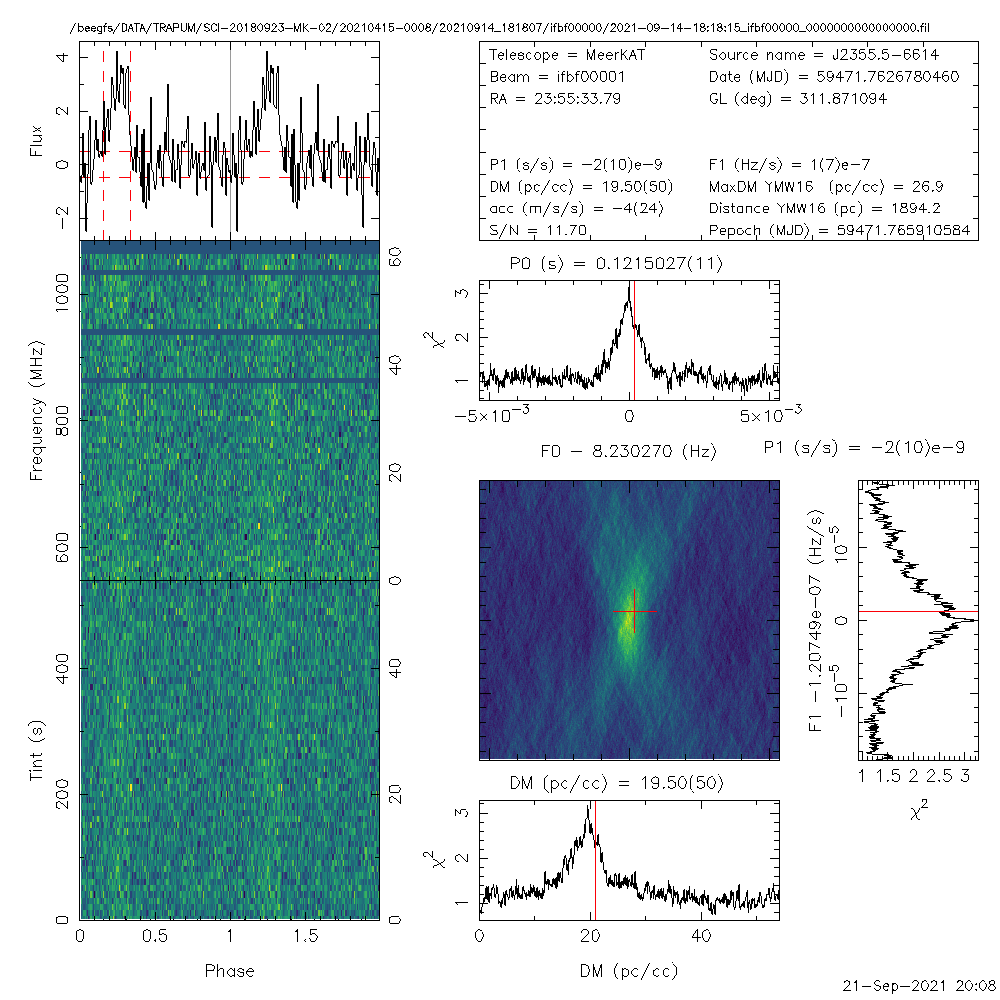 /beegfs/DATA/TRAPUM/SCI-20180923-MK-02/20210415-0008/20210914_181807/ifbf00000/2021-09-14-18:18:15_ifbf00000_0000000000000000.fil
Telescope = MeerKAT
Source name = J2355.5-6614
Beam = ifbf00001
Date (MJD) = 59471.7626780460
RA = 23:55:33.79
GL (deg) = 311.871094
P1 (s/s) = -2(10)e-9
F1 (Hz/s) = 1(7)e-7
DM (pc/cc) = 19.50(50)
MaxDM YMW16 (pc/cc) = 26.9
acc (m/s/s) = -4(24)
Distance YMW16 (pc) = 1894.2
S/N = 11.70
Pepoch (MJD) = 59471.765910584
Flux
4
2
0
-2
Frequency (MHz)
1000
800
600
60
40
20
0
Tint (s)
400
200
0
40
20
0
0 0.5 1 1.5
Phase
P0 (s) = 0.1215027(11)
χ²
3
2
1
-5×10⁻³ 0 5×10⁻³
F0 - 8.230270 (Hz)
P1 (s/s) = -2(10)e-9
F1 -1.20749e-07 (Hz/s)
10⁻⁵
0
-10⁻⁵
1 1.5 2 2.5 3
χ²
DM (pc/cc) = 19.50(50)
χ²
3
2
1
0 20 40
DM (pc/cc)
21-Sep-2021 20:08